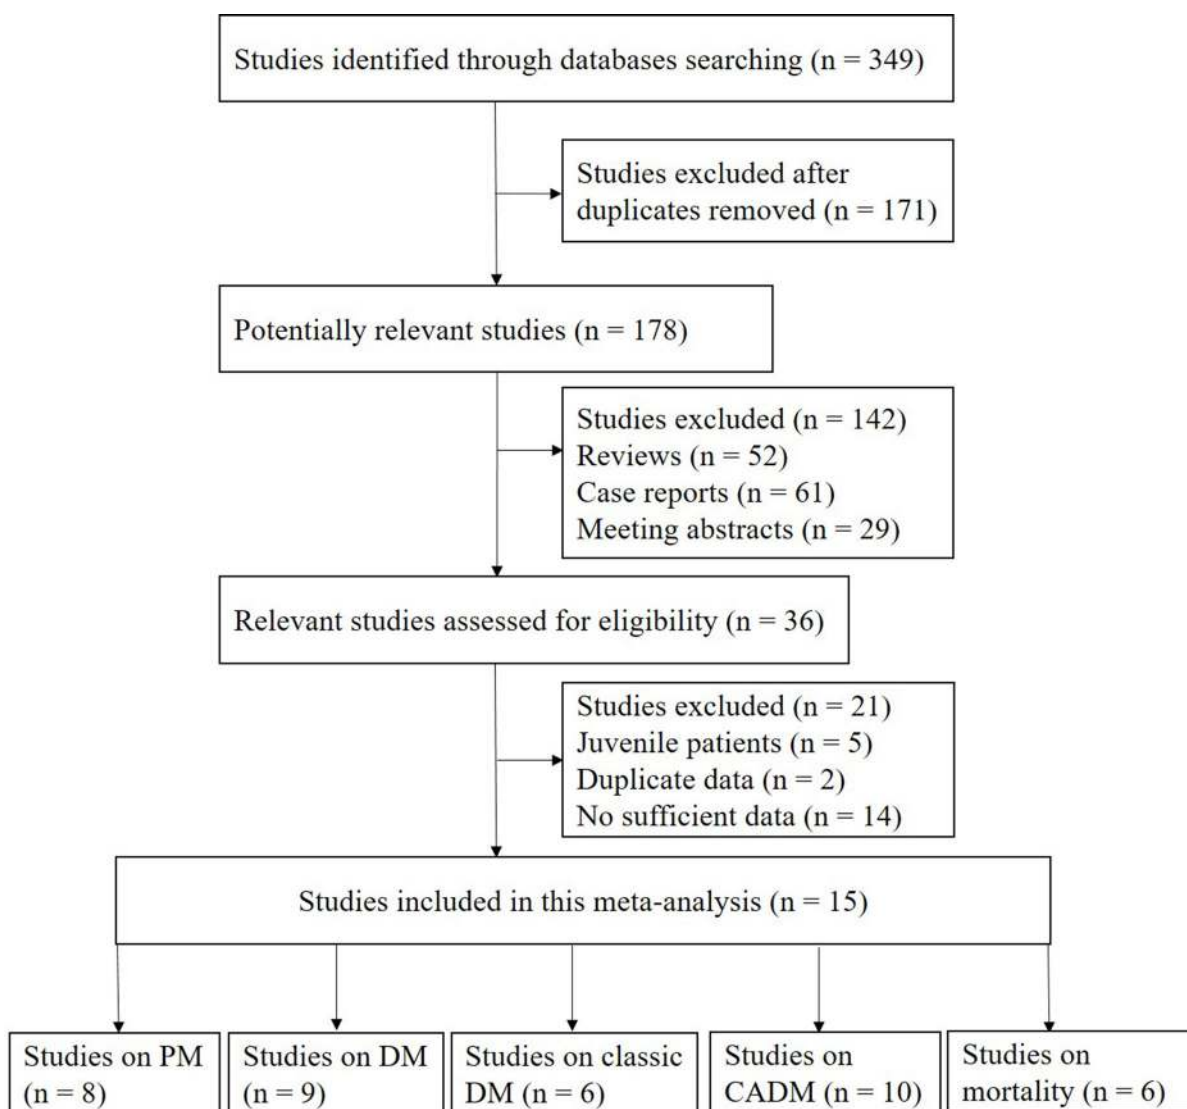 Studies identified through databases searching (n = 349)
Studies excluded after
duplicates removed (n = 171)
Potentially relevant studies (n = 178)
Studies excluded (n = 142)
Reviews (n = 52)
Case reports (n = 61)
Meeting abstracts (n = 29)
Relevant studies assessed for eligibility (n = 36)
Studies excluded (n = 21)
Juvenile patients (n = 5)
Duplicate data (n = 2)
No sufficient data (n = 14)
Studies included in this meta-analysis (n = 15)
Studies on PM
(n = 8)
Studies on DM
(n = 9)
Studies on classic
DM (n = 6)
Studies on
CADM (n = 10)
Studies on
mortality (n = 6)